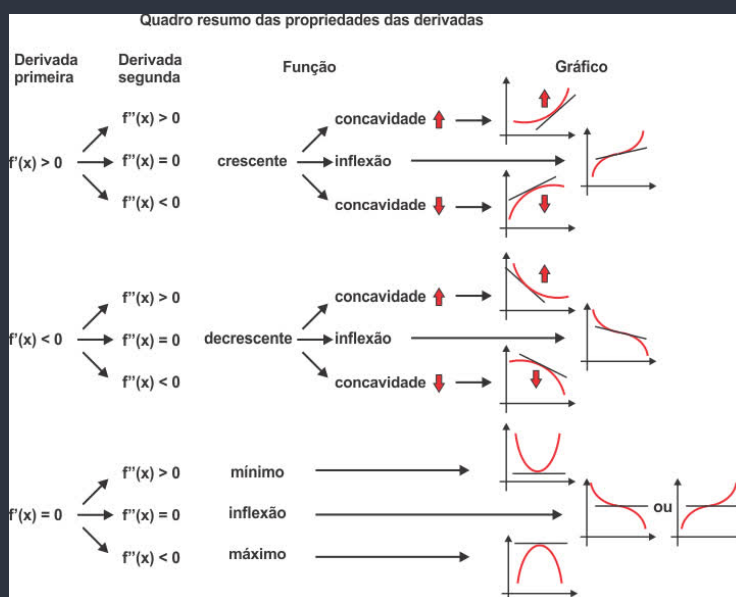 Quadro resumo das propriedades das derivadas
Derivada primeira
Derivada segunda
Função
Gráfico
f'(x) > 0
f''(x) > 0
f''(x) = 0
f''(x) < 0
crescente
concavidade
inflexão
concavidade
f'(x) < 0
f''(x) > 0
f''(x) = 0
f''(x) < 0
decrescente
concavidade
inflexão
concavidade
f'(x) = 0
f''(x) > 0
mínimo
f''(x) = 0
inflexão
ou
f''(x) < 0
máximo